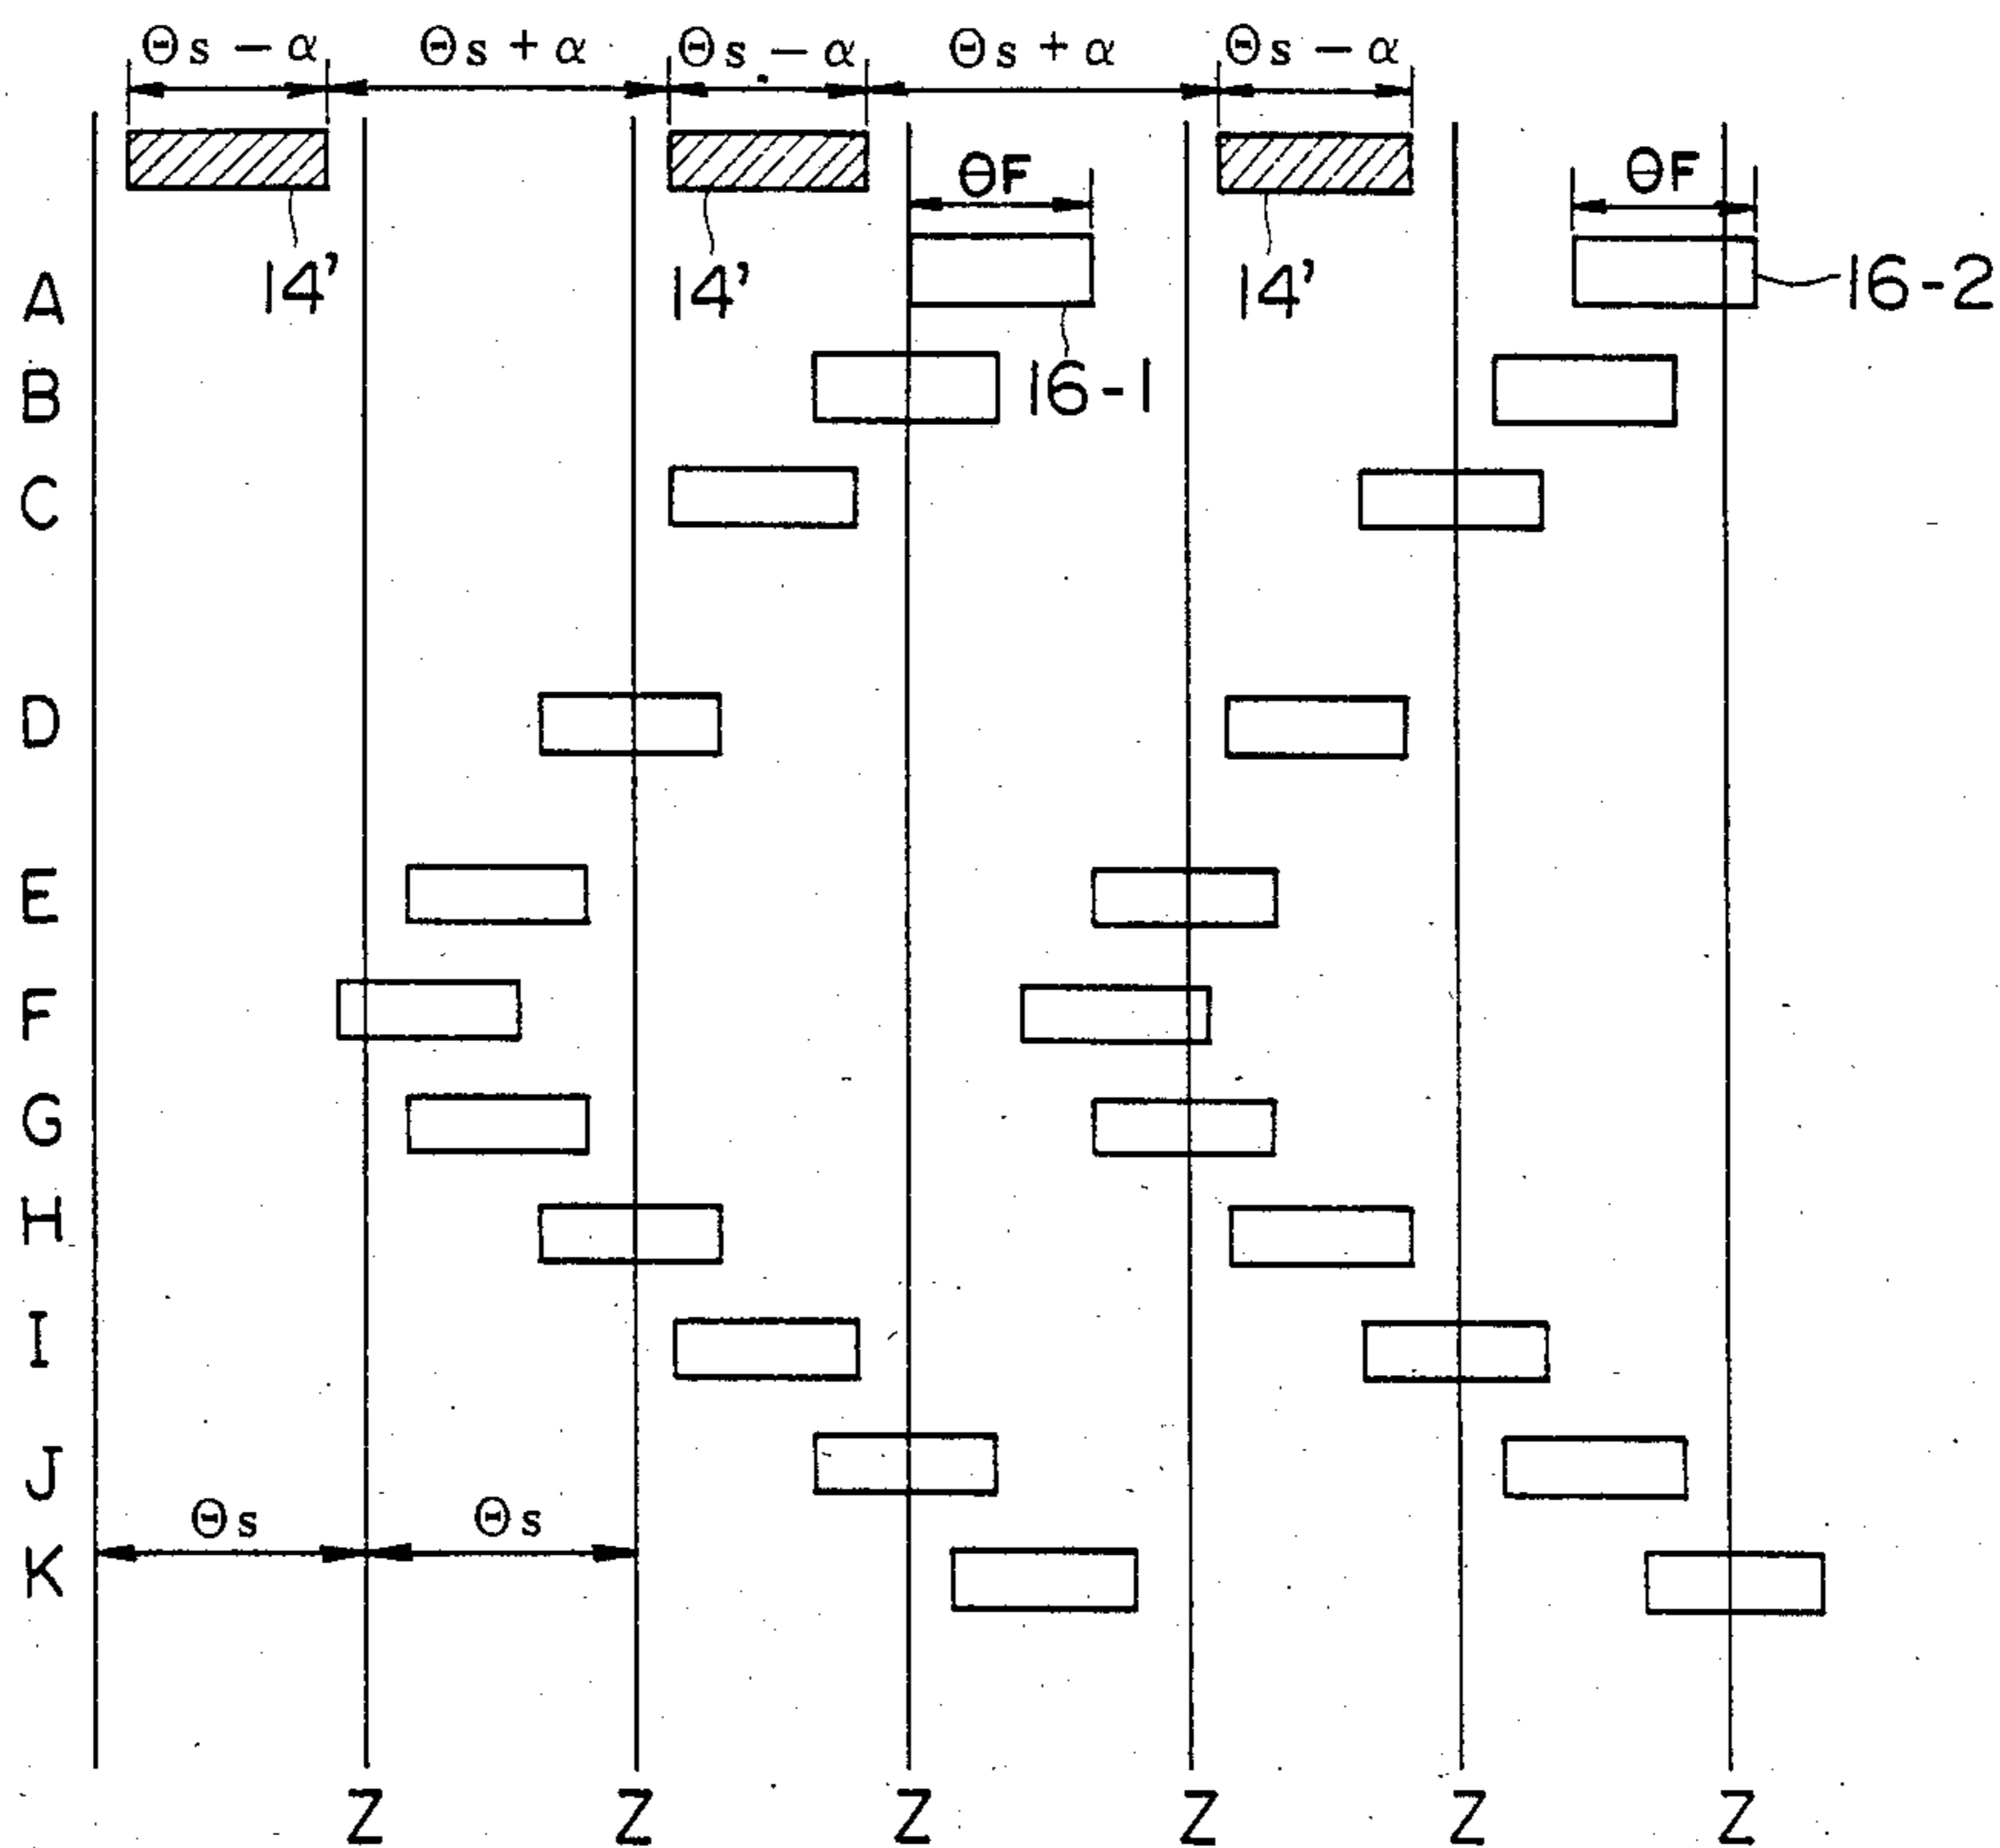 Θs − α Θs + α Θs − α Θs + α Θs − α
ΘF ΘF
14' 14' 14' 16-2
A
16-1
B
C
D
E
F
G
H
I
J
Θs Θs
K
Z Z Z Z Z Z